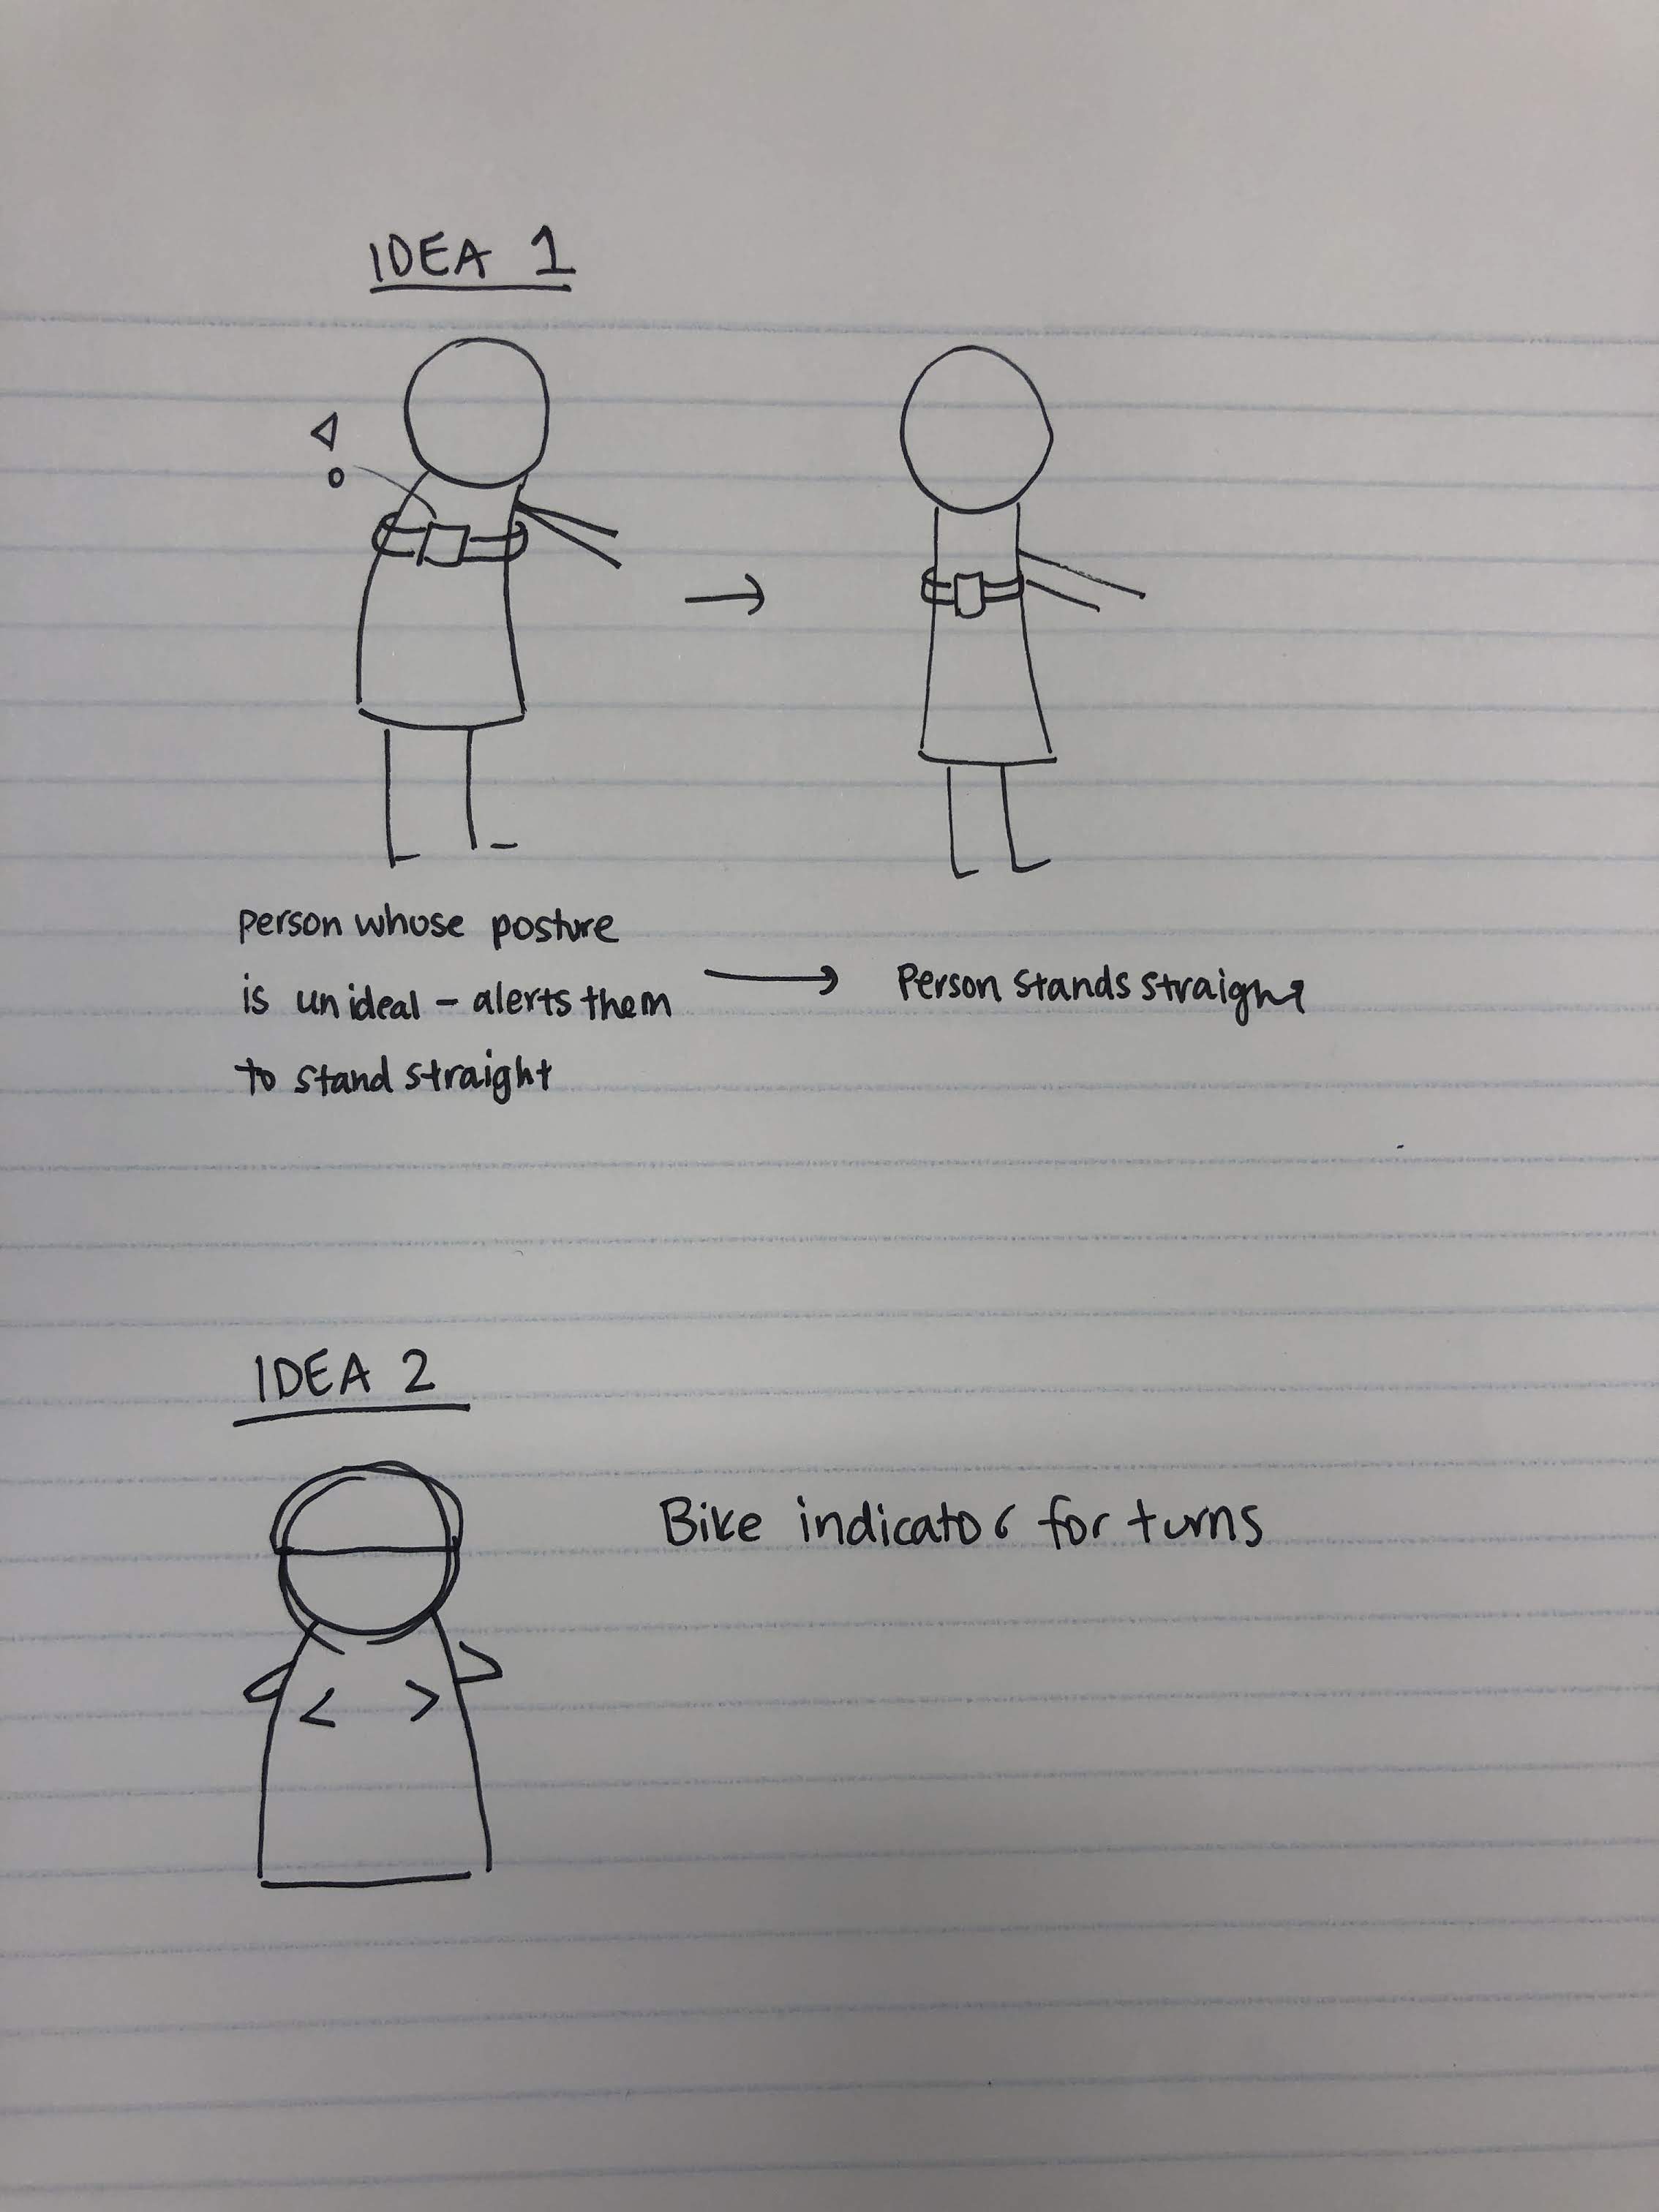 IDEA 1
person whose posture
is unideal - alerts them
to stand straight
Person stands straight
IDEA 2
Bike indicator for turns
< >